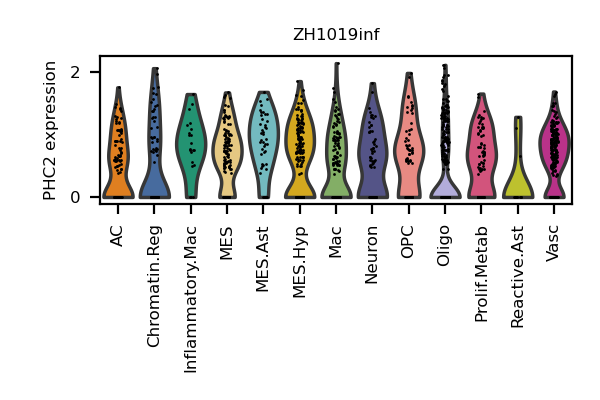 ZH1019inf
PHC2 expression
2
0
AC
Chromatin.Reg
Inflammatory.Mac
MES
MES.Ast
MES.Hyp
Mac
Neuron
OPC
Oligo
Prolif.Metab
Reactive.Ast
Vasc